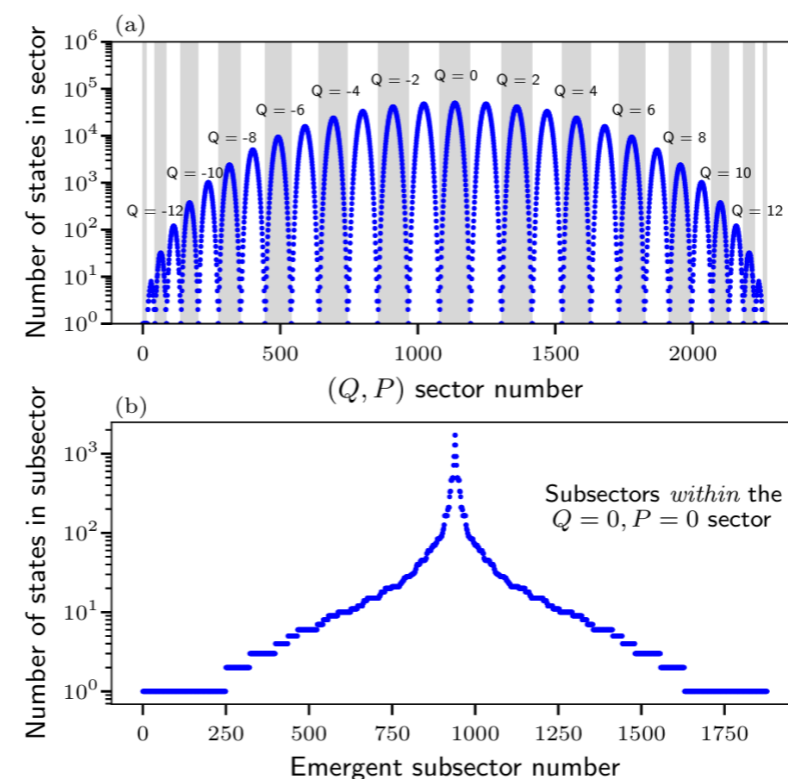 (a)
Number of states in sector
10^6
10^5
10^4
10^3
10^2
10^1
10^0
Q = -12
Q = -10
Q = -8
Q = -6
Q = -4
Q = -2
Q = 0
Q = 2
Q = 4
Q = 6
Q = 8
Q = 10
Q = 12
0 500 1000 1500 2000
(Q, P) sector number
(b)
Number of states in subsector
10^3
10^2
10^1
10^0
Subsectors within the
Q = 0, P = 0 sector
0 250 500 750 1000 1250 1500 1750
Emergent subsector number